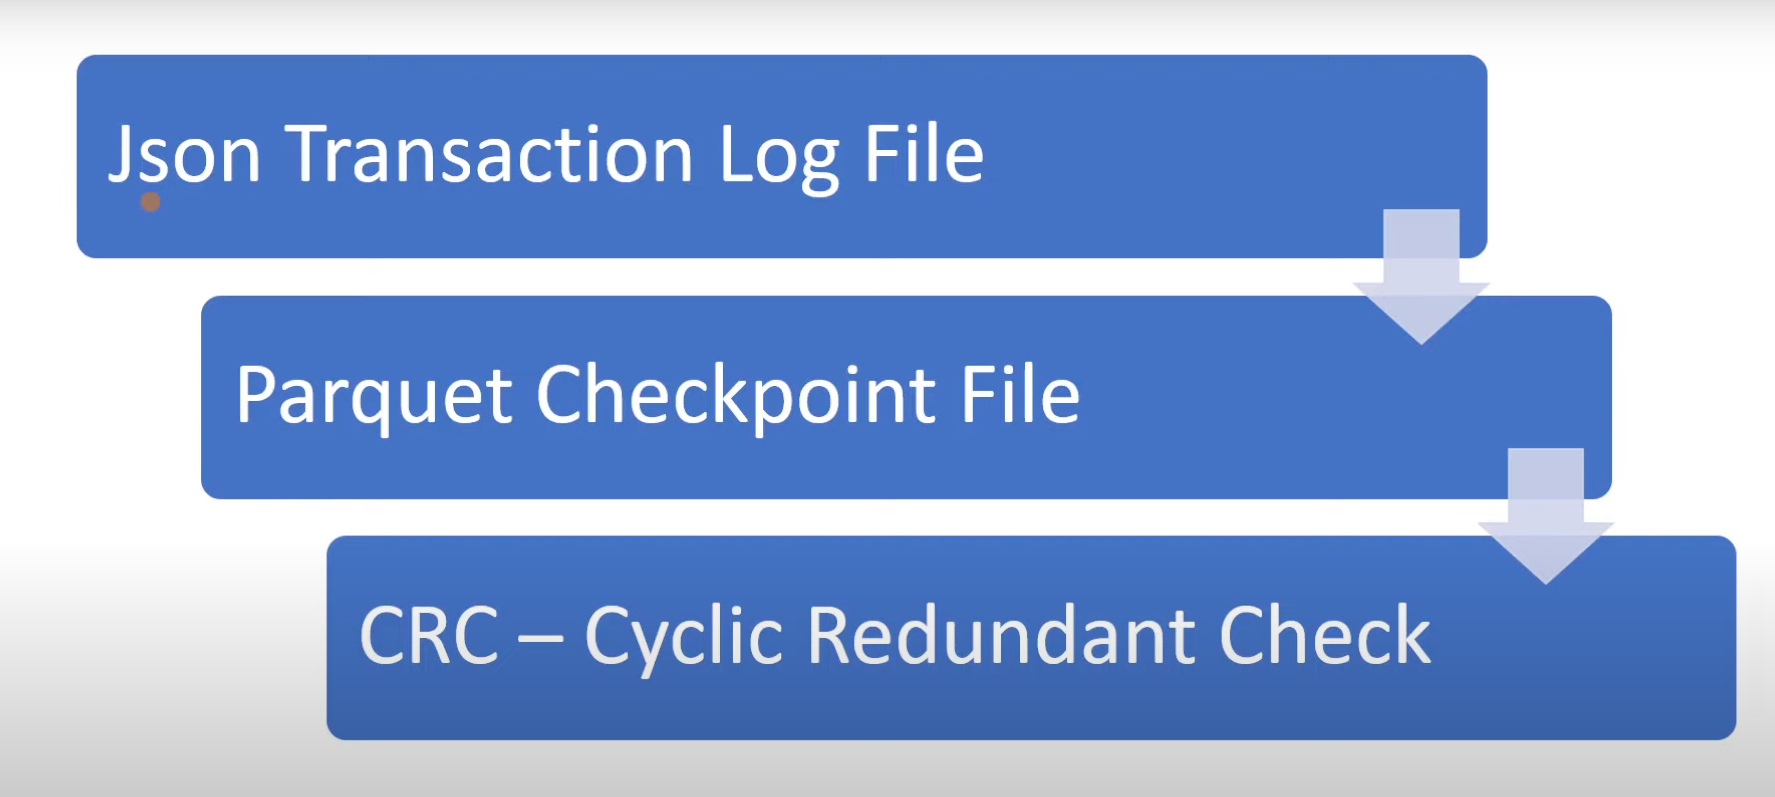 Json Transaction Log File
Parquet Checkpoint File
CRC – Cyclic Redundant Check